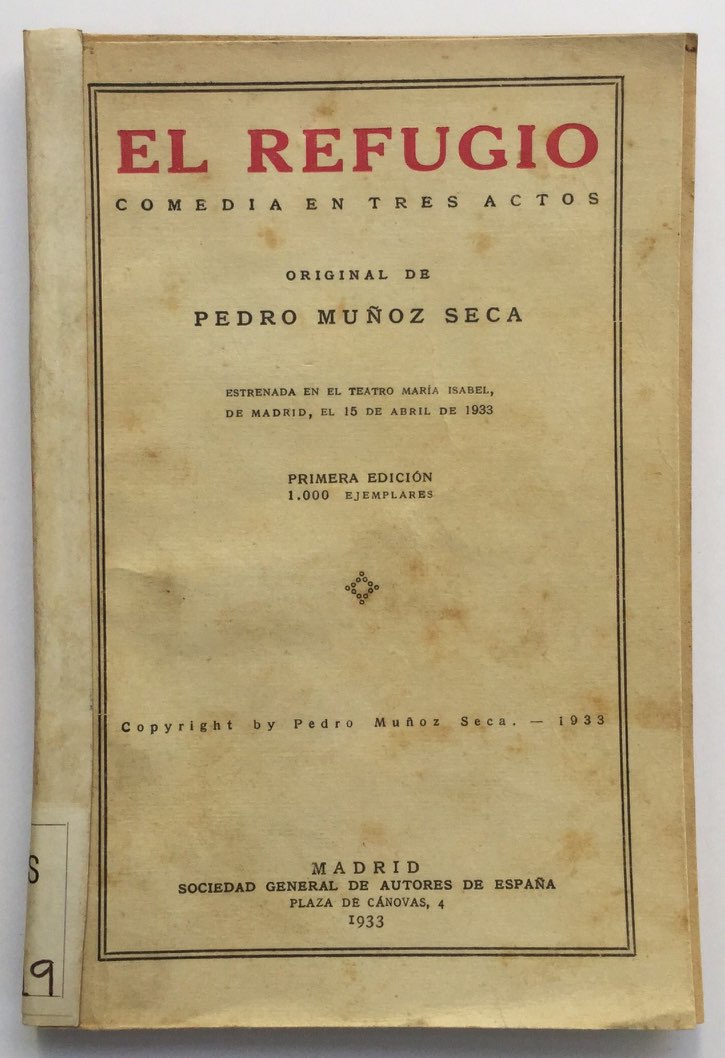 EL REFUGIO
COMEDIA EN TRES ACTOS
ORIGINAL DE
PEDRO MUÑOZ SECA
ESTRENADA EN EL TEATRO MARÍA ISABEL,
DE MADRID, EL 15 DE ABRIL DE 1933
PRIMERA EDICIÓN
1.000 EJEMPLARES
Copyright by Pedro Muñoz Seca. — 1933
MADRID
SOCIEDAD GENERAL DE AUTORES DE ESPAÑA
PLAZA DE CÁNOVAS, 4
1933
S
9